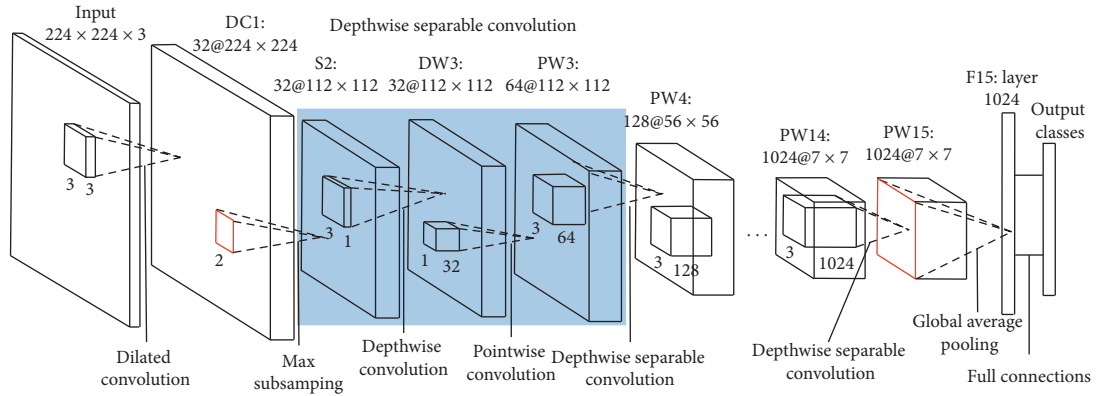 Input
224 × 224 × 3
DC1:
32@224 × 224
Depthwise separable convolution
S2:
32@112 × 112
DW3:
32@112 × 112
PW3:
64@112 × 112
PW4:
128@56 × 56
PW14:
1024@7 × 7
PW15:
1024@7 × 7
F15: layer
1024
Output
classes
3
3
2
3
1
1
32
3
64
3
128
...
3
1024
Dilated
convolution
Max
subsamping
Depthwise
convolution
Pointwise
convolution
Depthwise separable
convolution
Depthwise separable
convolution
Global average
pooling
Full connections